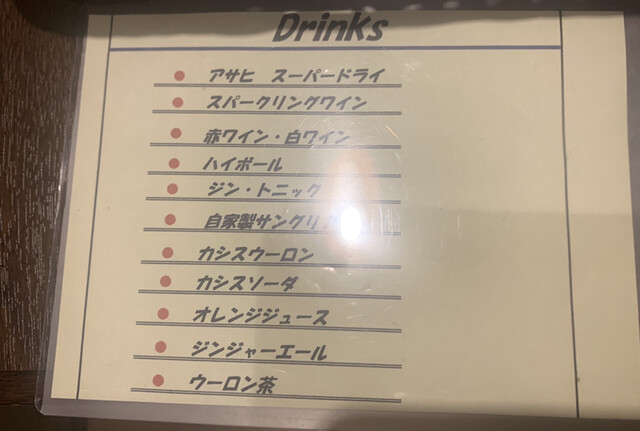 Drinks
アサヒ スーパードライ
スパークリングワイン
赤ワイン・白ワイン
ハイボール
ジン・トニック
自家製サングリア
カシスウーロン
カシスソーダ
オレンジジュース
ジンジャーエール
ウーロン茶